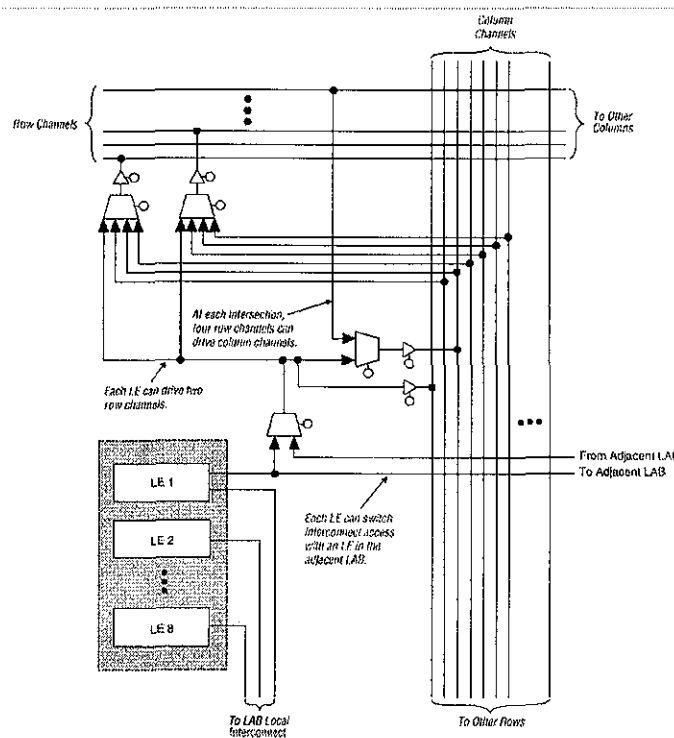 Column
Channels
Row Channels
To Other
Columns
At each intersection,
four row channels can
drive column channels.
Each LE can drive two
row channels.
From Adjacent LAB
To Adjacent LAB
LE 1
Each LE can switch
interconnect access
with an LE in the
adjacent LAB.
LE 2
LE 8
To LAB Local
Interconnect
To Other Rows